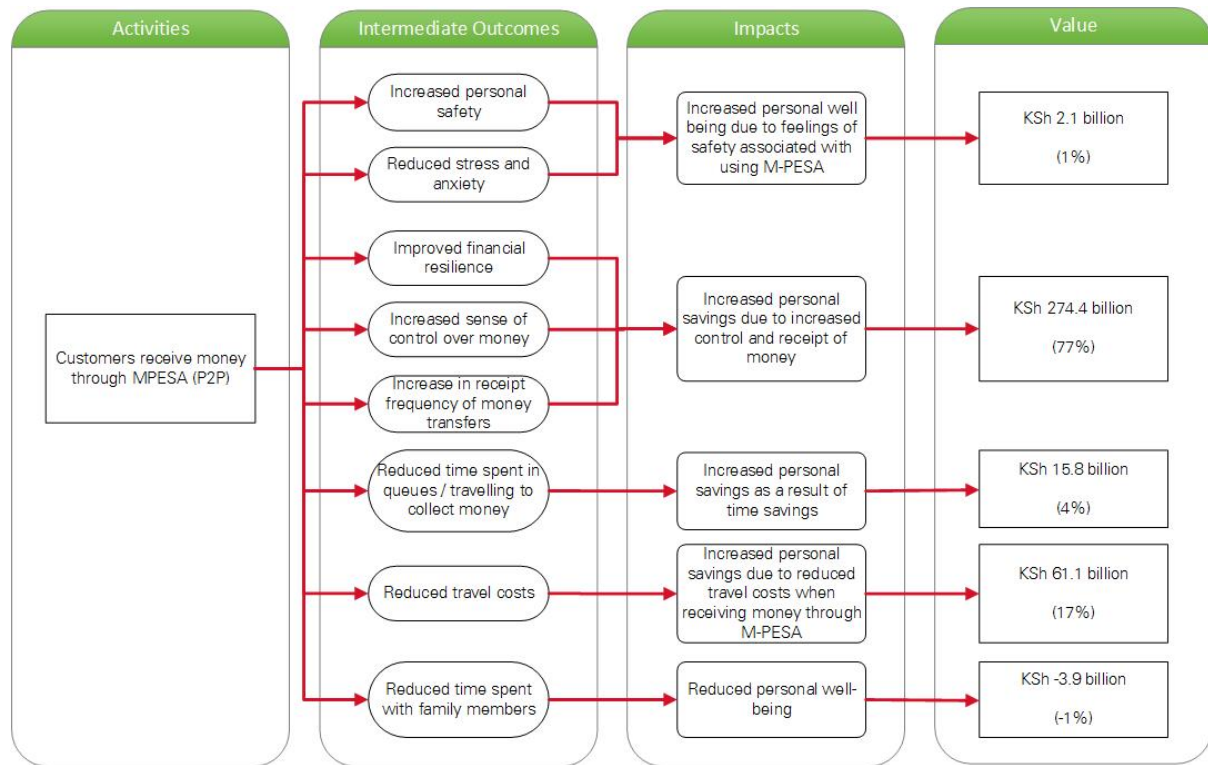 Activities
Intermediate Outcomes
Impacts
Value
Customers receive money
through MPESA (P2P)
Increased personal
safety
Reduced stress and
anxiety
Improved financial
resilience
Increased sense of
control over money
Increase in receipt
frequency of money
transfers
Reduced time spent in
queues / travelling to
collect money
Reduced travel costs
Reduced time spent
with family members
Increased personal well
being due to feelings of
safety associated with
using M-PESA
Increased personal
savings due to increased
control and receipt of
money
Increased personal
savings as a result of
time savings
Increased personal
savings due to reduced
travel costs when
receiving money through
M-PESA
Reduced personal well-
being
KSh 2.1 billion
(1%)
KSh 274.4 billion
(77%)
KSh 15.8 billion
(4%)
KSh 61.1 billion
(17%)
KSh -3.9 billion
(-1%)